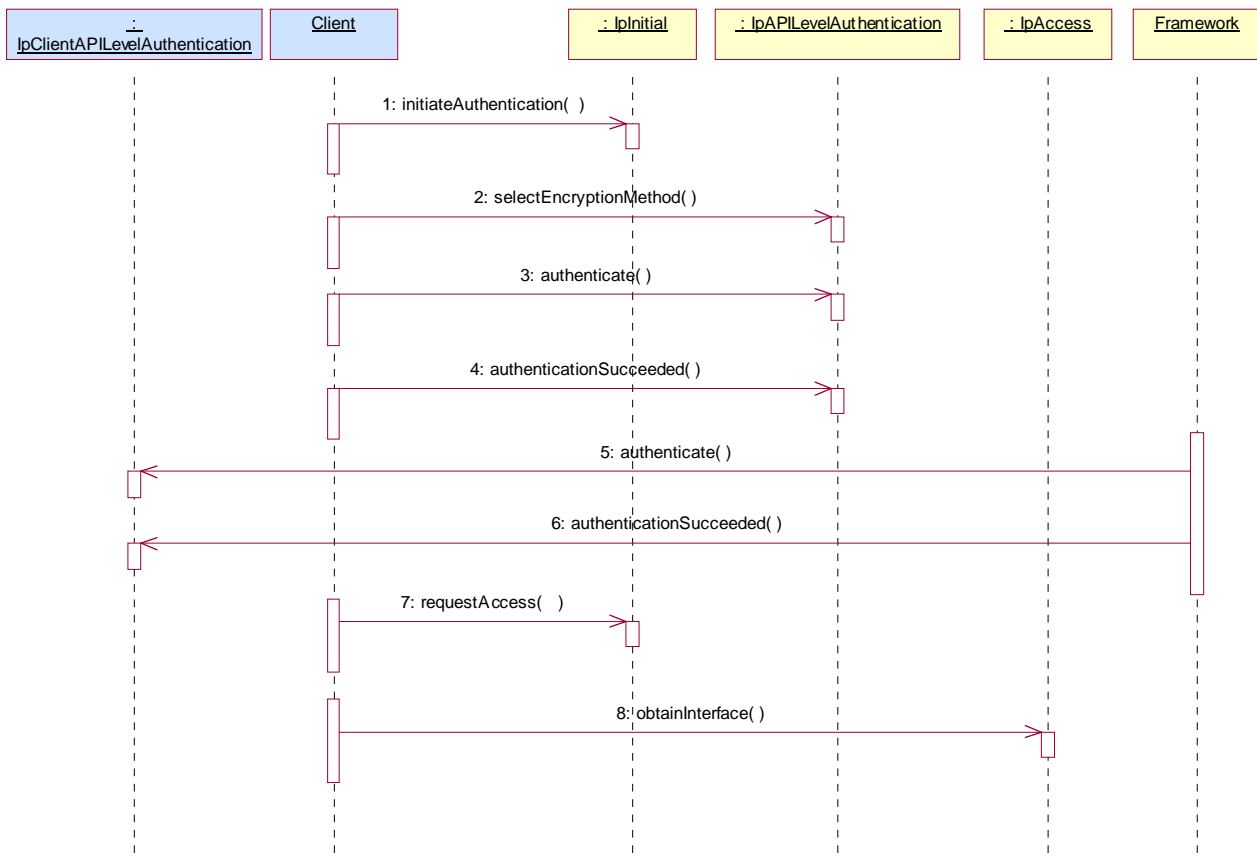 :
IpClientAPILevelAuthentication
Client
: IpInitial
: IpAPILevelAuthentication
: IpAccess
Framework
1: initiateAuthentication(  )
2: selectEncryptionMethod( )
3: authenticate( )
4: authenticationSucceeded( )
5: authenticate( )
6: authenticationSucceeded( )
7: requestAccess(   )
8: obtainInterface( )